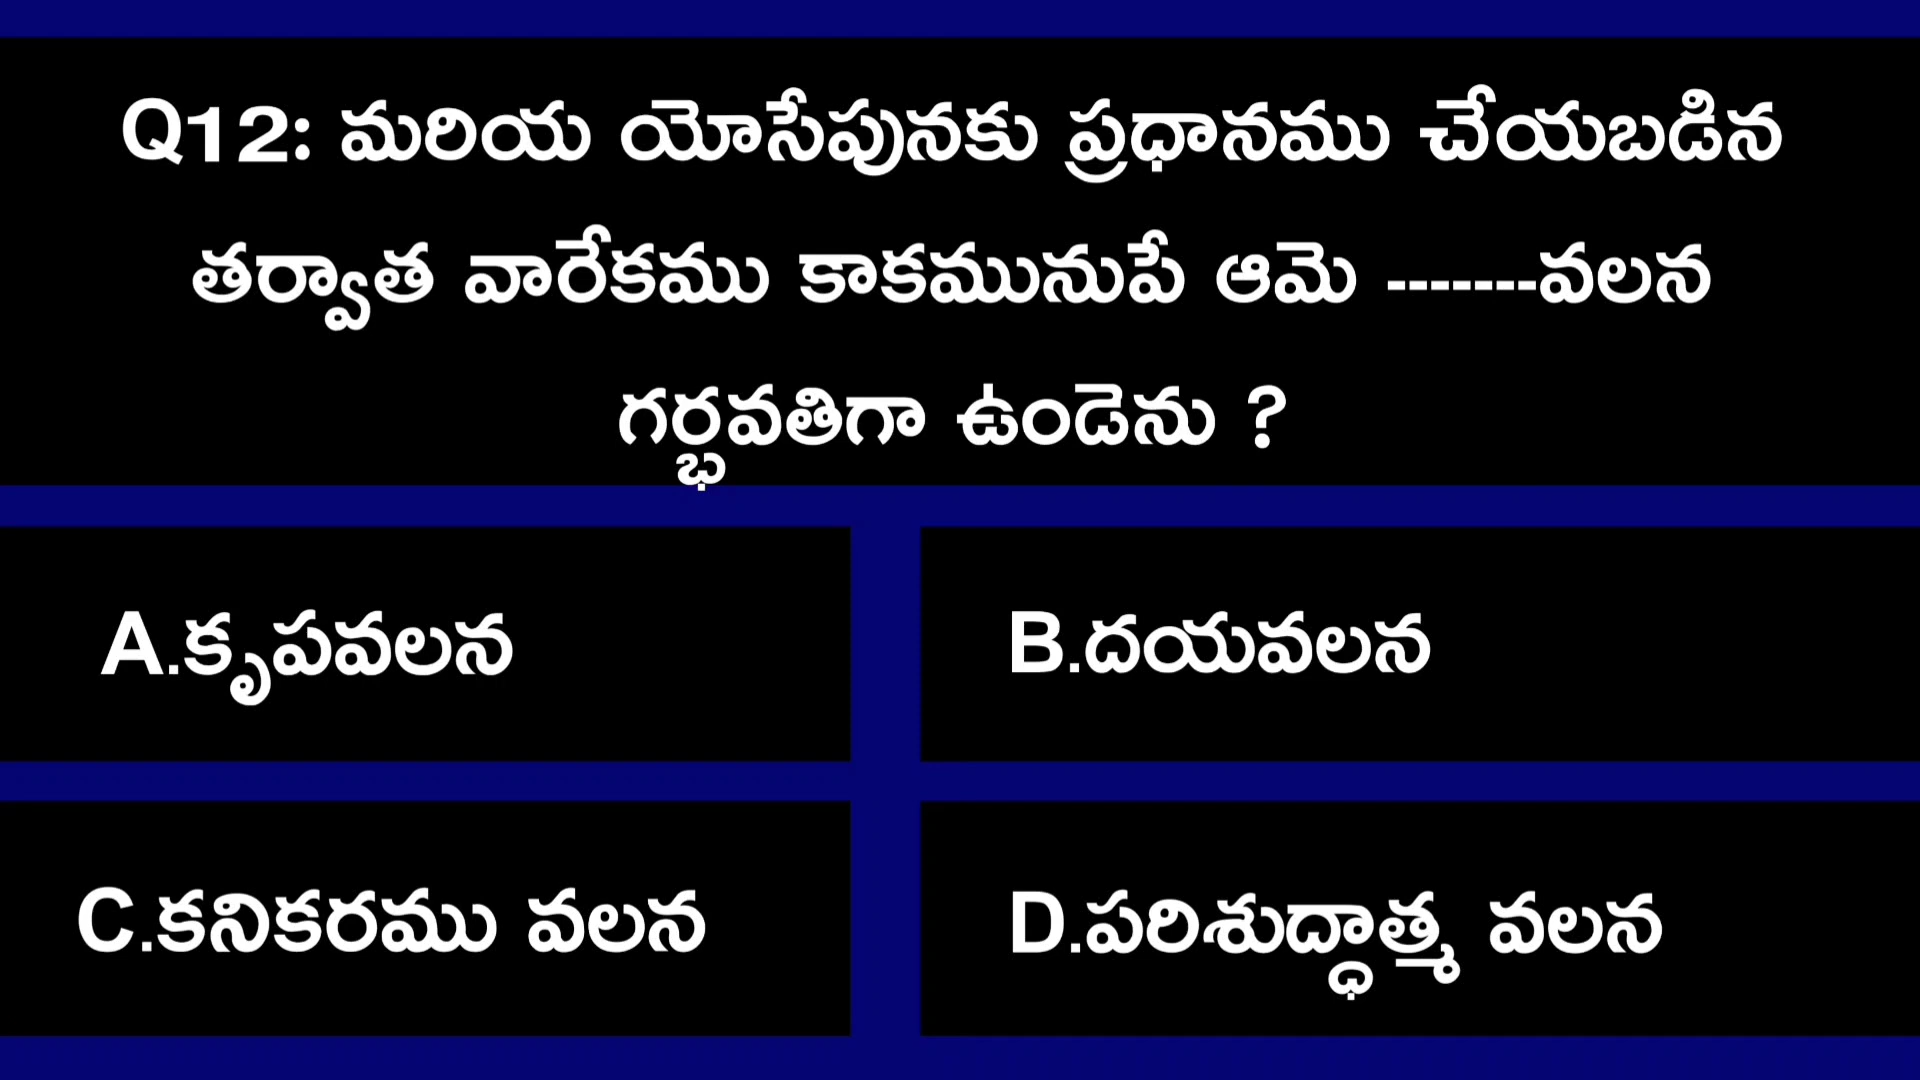 Q12: మరియ యోసేపునకు ప్రధానము చేయబడిన
తర్వాత వారేకము కాకమునుపే ఆమె -------వలన
గర్భవతిగా ఉండెను ?
A.కృపవలన
B.దయవలన
C.కనికరము వలన
D.పరిశుద్ధాత్మ వలన